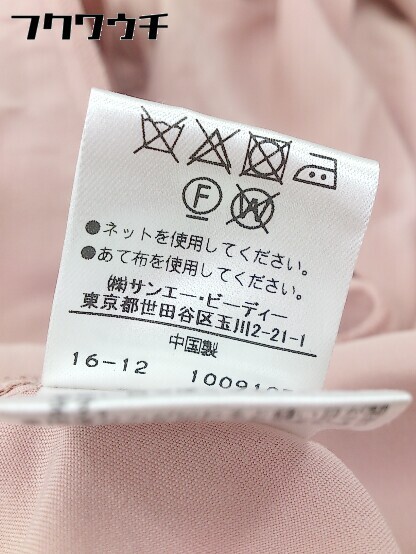 フクワウチ
F W
●ネットを使用してください。
●あて布を使用してください。
(株)サンエー・ビーディー
東京都世田谷区玉川2-21-1
中国製
16-12